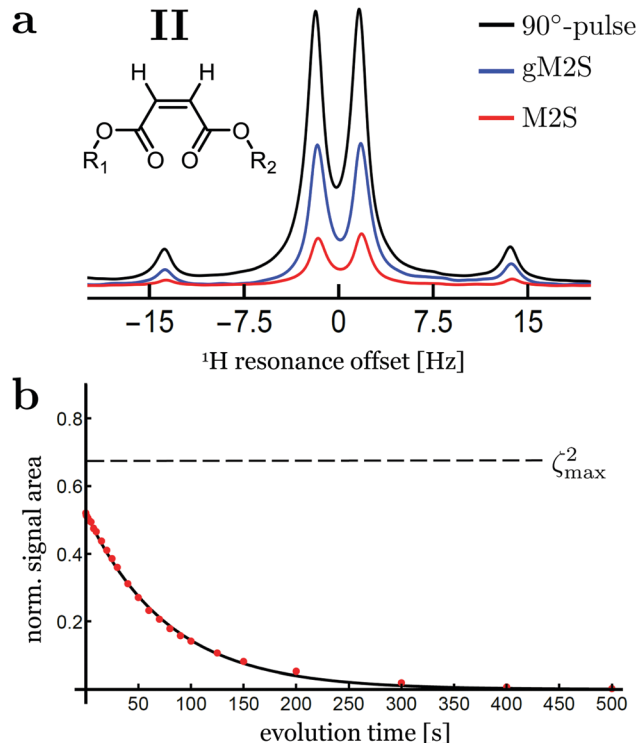 a
II
90°-pulse
gM2S
M2S
H H
O O
R1 O O R2
−15 −7.5 0 7.5 15
¹H resonance offset [Hz]
b
norm. signal area
0.8
0.6
0.4
0.2
ζ²max
50 100 150 200 250 300 350 400 450 500
evolution time [s]